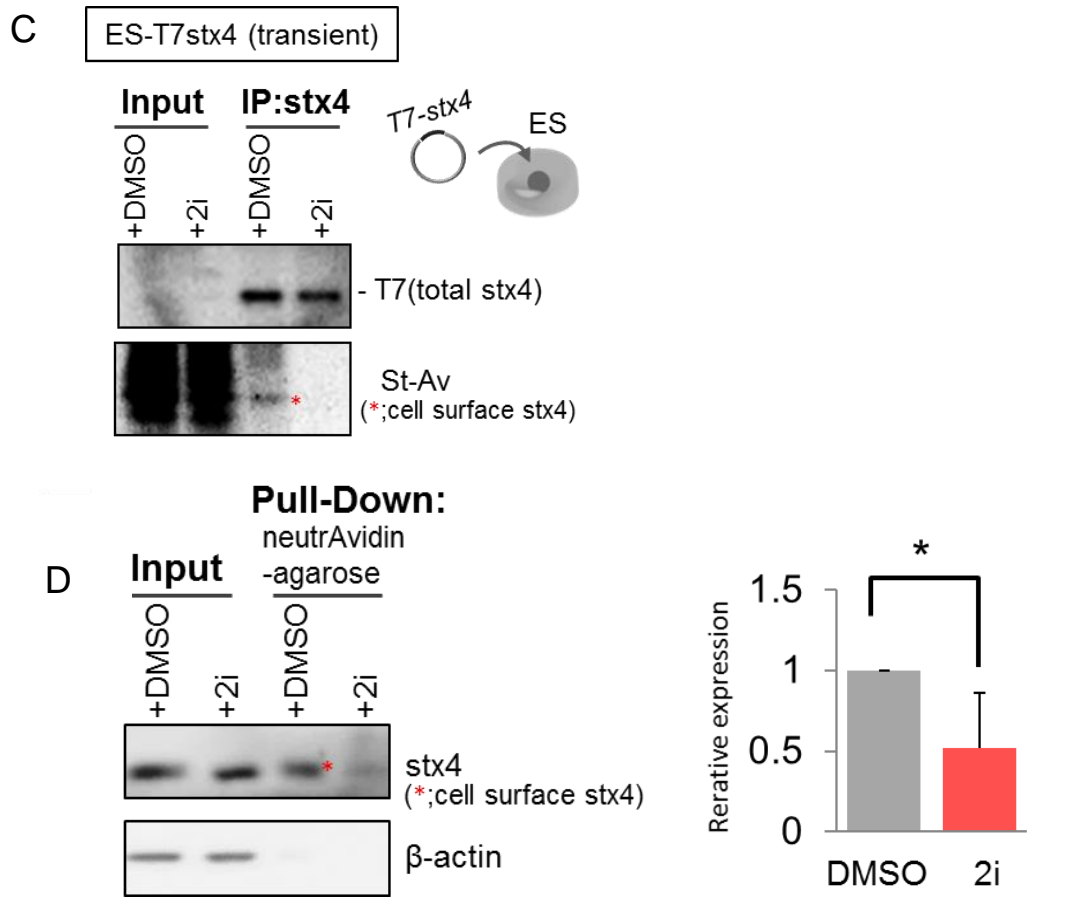 C
ES-T7stx4 (transient)
Input IP:stx4
+DMSO +2i +DMSO +2i
T7-stx4
ES
- T7(total stx4)
*
St-Av
(*;cell surface stx4)
D
Input
Pull-Down:
neutrAvidin
-agarose
+DMSO +2i +DMSO +2i
*
stx4
(*;cell surface stx4)
β-actin
*
Rerative expression
1.5
1
0.5
0
DMSO 2i